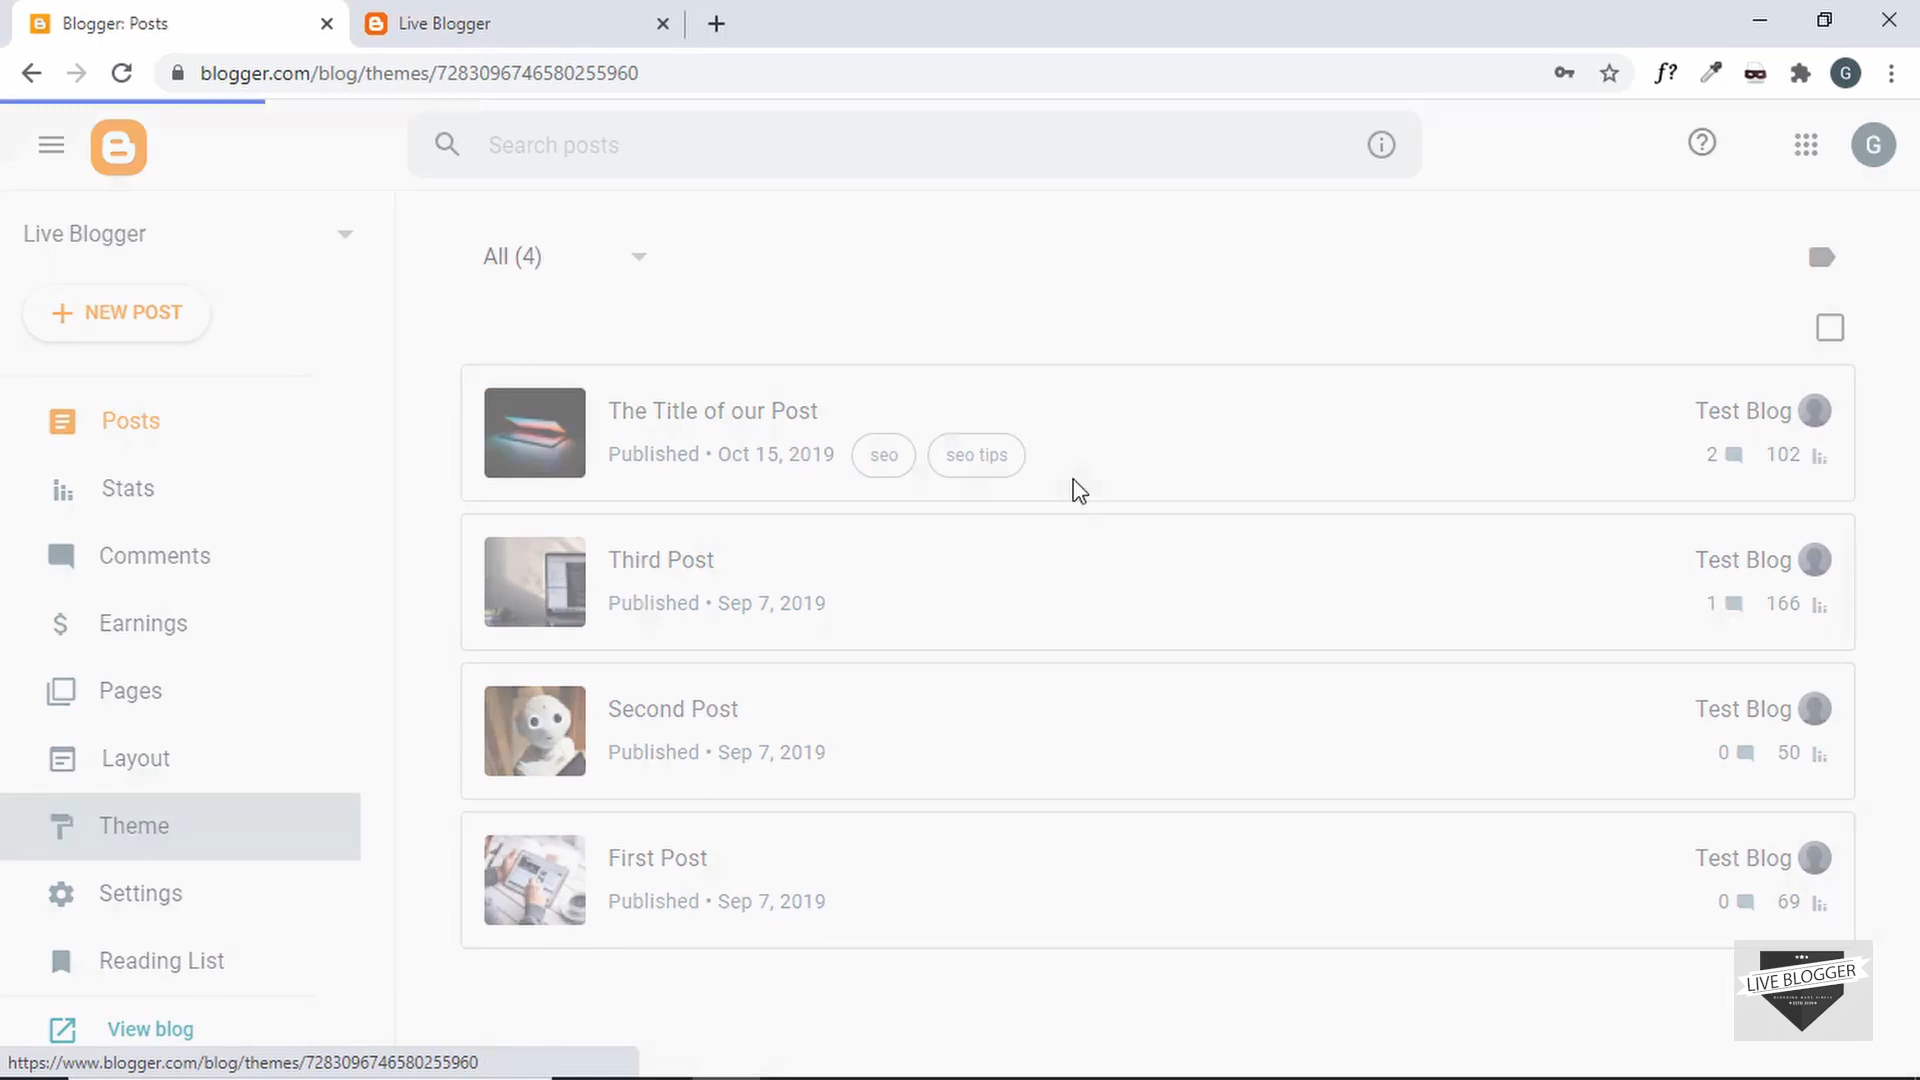 Blogger: Posts
Live Blogger
blogger.com/blog/themes/7283096746580255960
f?
G
Search posts
G
Live Blogger
NEW POST
Posts
Stats
Comments
Earnings
Pages
Layout
Theme
Settings
Reading List
View blog
All (4)
The Title of our Post
Published • Oct 15, 2019
seo
seo tips
Test Blog
2
102
Third Post
Published • Sep 7, 2019
Test Blog
1
166
Second Post
Published • Sep 7, 2019
Test Blog
0
50
First Post
Published • Sep 7, 2019
Test Blog
0
69
LIVE BLOGGER
https://www.blogger.com/blog/themes/7283096746580255960